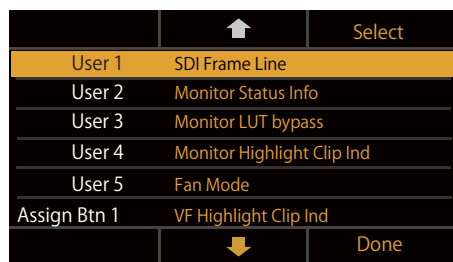 Select
User 1 SDI Frame Line
User 2 Monitor Status Info
User 3 Monitor LUT bypass
User 4 Monitor Highlight Clip Ind
User 5 Fan Mode
Assign Btn 1 VF Highlight Clip Ind
Done